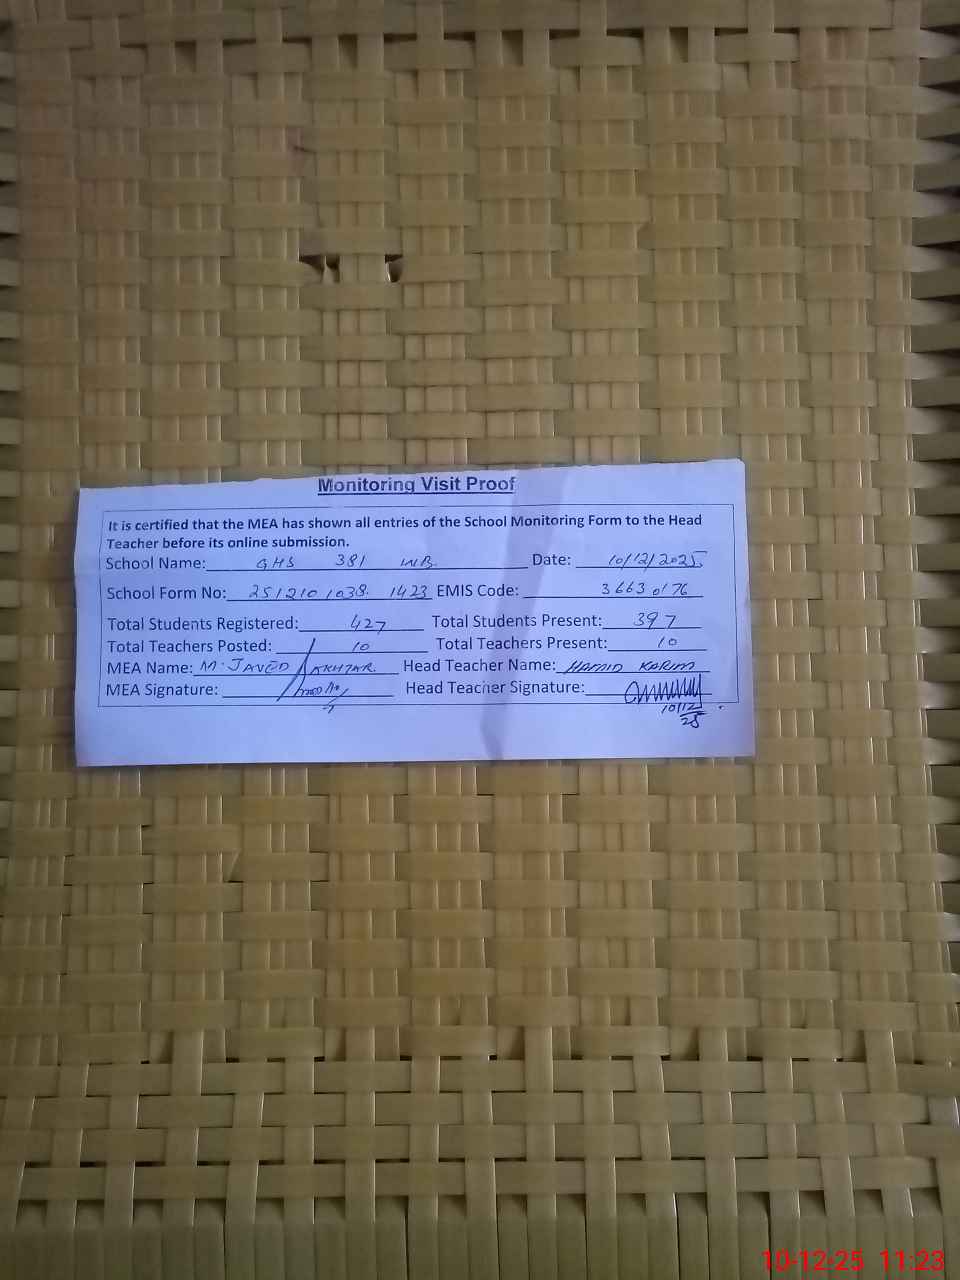 Monitoring Visit Proof
It is certified that the MEA has shown all entries of the School Monitoring Form to the Head
Teacher before its online submission.
School Name: GHS 381 WB Date: 10/12/2025
School Form No: 251210 1038 1423 EMIS Code: 36630176
Total Students Registered: 427 Total Students Present: 397
Total Teachers Posted: 10 Total Teachers Present: 10
MEA Name: M. JAVED AKHTAR Head Teacher Name: HAMID KARIM
MEA Signature: Head Teacher Signature:
10/12/25
10-12-25 11:23